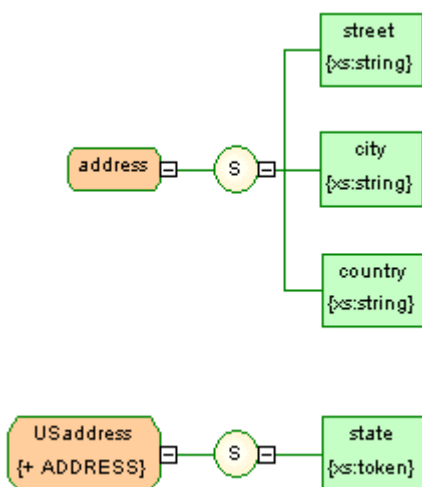 street
{xs:string}
address
S
city
{xs:string}
country
{xs:string}
USaddress
{+ ADDRESS}
S
state
{xs:token}